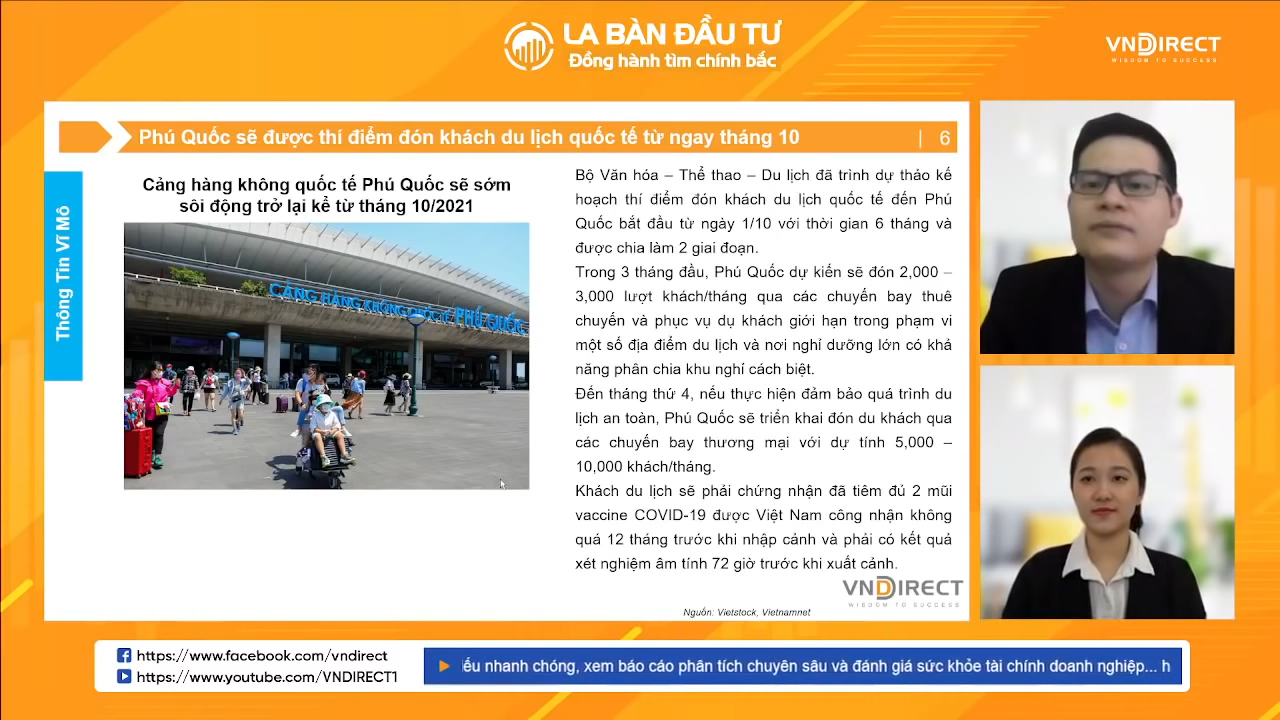 LA BÀN ĐẦU TƯ
Đồng hành tìm chính bắc
VNDIRECT
WISDOM TO SUCCESS
Phú Quốc sẽ được thí điểm đón khách du lịch quốc tế từ ngay tháng 10
| 6
Thông Tin Vĩ Mô
Cảng hàng không quốc tế Phú Quốc sẽ sớm
sôi động trở lại kể từ tháng 10/2021
CẢNG HÀNG KHÔNG QUỐC TẾ PHÚ QUỐC
Bộ Văn hóa – Thể thao – Du lịch đã trình dự thảo kế
hoạch thí điểm đón khách du lịch quốc tế đến Phú
Quốc bắt đầu từ ngày 1/10 với thời gian 6 tháng và
được chia làm 2 giai đoạn.
Trong 3 tháng đầu, Phú Quốc dự kiến sẽ đón 2,000 –
3,000 lượt khách/tháng qua các chuyến bay thuê
chuyến và phục vụ du khách giới hạn trong phạm vi
một số địa điểm du lịch và nơi nghỉ dưỡng lớn có khả
năng phân chia khu nghỉ cách biệt.
Đến tháng thứ 4, nếu thực hiện đảm bảo quá trình du
lịch an toàn, Phú Quốc sẽ triển khai đón du khách qua
các chuyến bay thương mại với dự tính 5,000 –
10,000 khách/tháng.
Khách du lịch sẽ phải chứng nhận đã tiêm đủ 2 mũi
vaccine COVID-19 được Việt Nam công nhận không
quá 12 tháng trước khi nhập cảnh và phải có kết quả
xét nghiệm âm tính 72 giờ trước khi xuất cảnh.
VNDIRECT
WISDOM TO SUCCESS
Nguồn: Vietstock, Vietnamnet
https://www.facebook.com/vndirect
https://www.youtube.com/VNDIRECT1
iếu nhanh chóng, xem báo cáo phân tích chuyên sâu và đánh giá sức khỏe tài chính doanh nghiệp... h